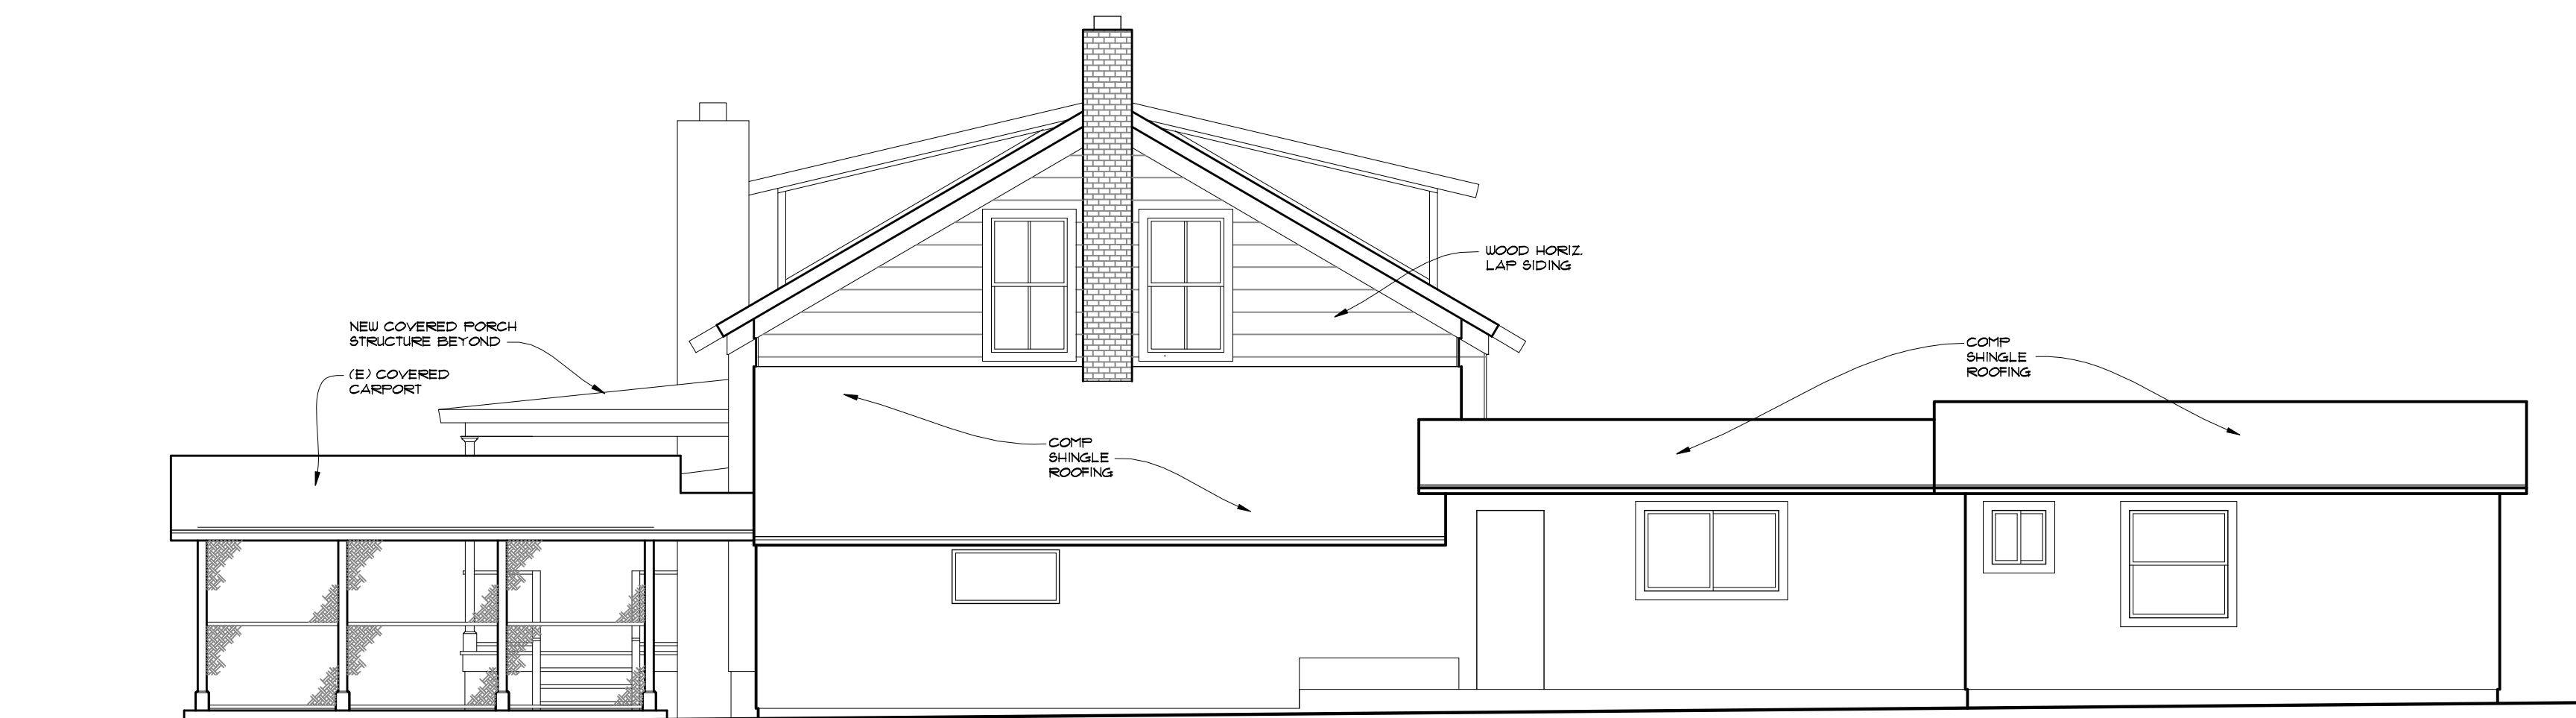 WOOD HORIZ.
LAP SIDING
NEW COVERED PORCH
STRUCTURE BEYOND
(E) COVERED
CARPORT
COMP
SHINGLE
ROOFING
COMP
SHINGLE
ROOFING